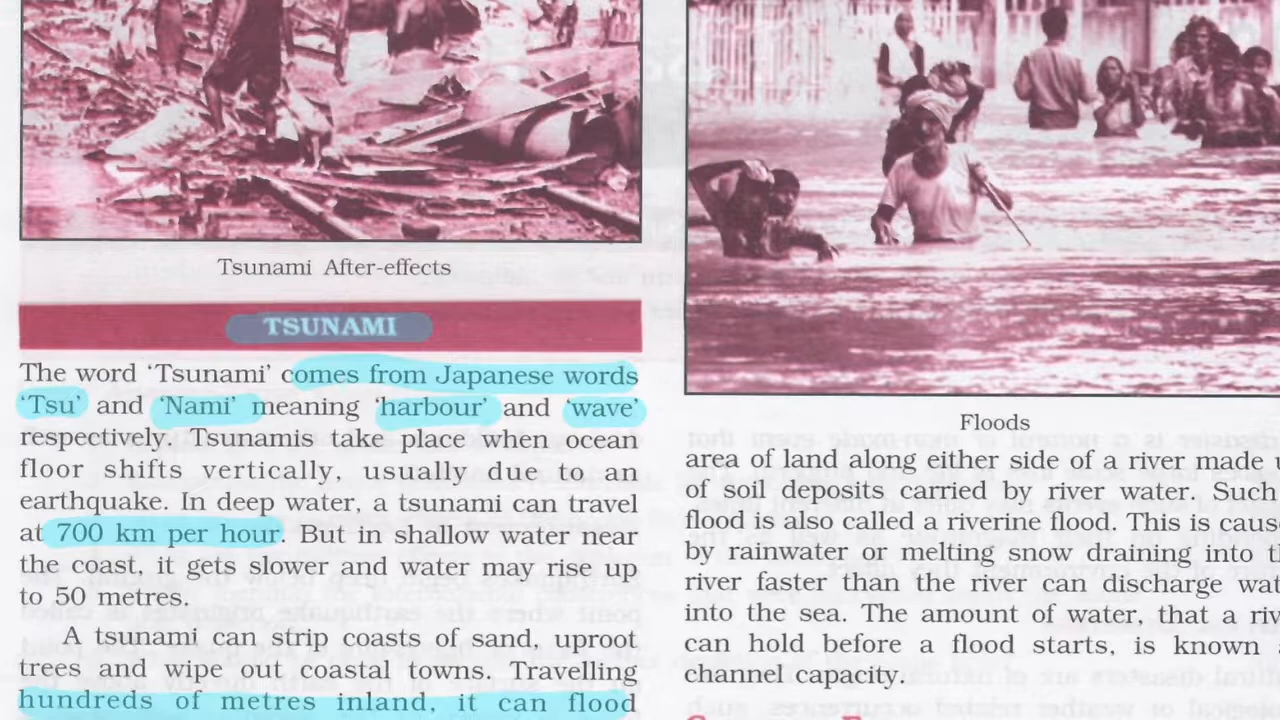 Tsunami After-effects
TSUNAMI
The word ‘Tsunami’ comes from Japanese words
‘Tsu’ and ‘Nami’ meaning ‘harbour’ and ‘wave’
respectively. Tsunamis take place when ocean
floor shifts vertically, usually due to an
earthquake. In deep water, a tsunami can travel
at 700 km per hour. But in shallow water near
the coast, it gets slower and water may rise up
to 50 metres.
A tsunami can strip coasts of sand, uproot
trees and wipe out coastal towns. Travelling
hundreds of metres inland, it can flood
Floods
area of land along either side of a river made
of soil deposits carried by river water. Such
flood is also called a riverine flood. This is
by rainwater or melting snow draining into
river faster than the river can discharge
into the sea. The amount of water, that a
can hold before a flood starts, is known
channel capacity.